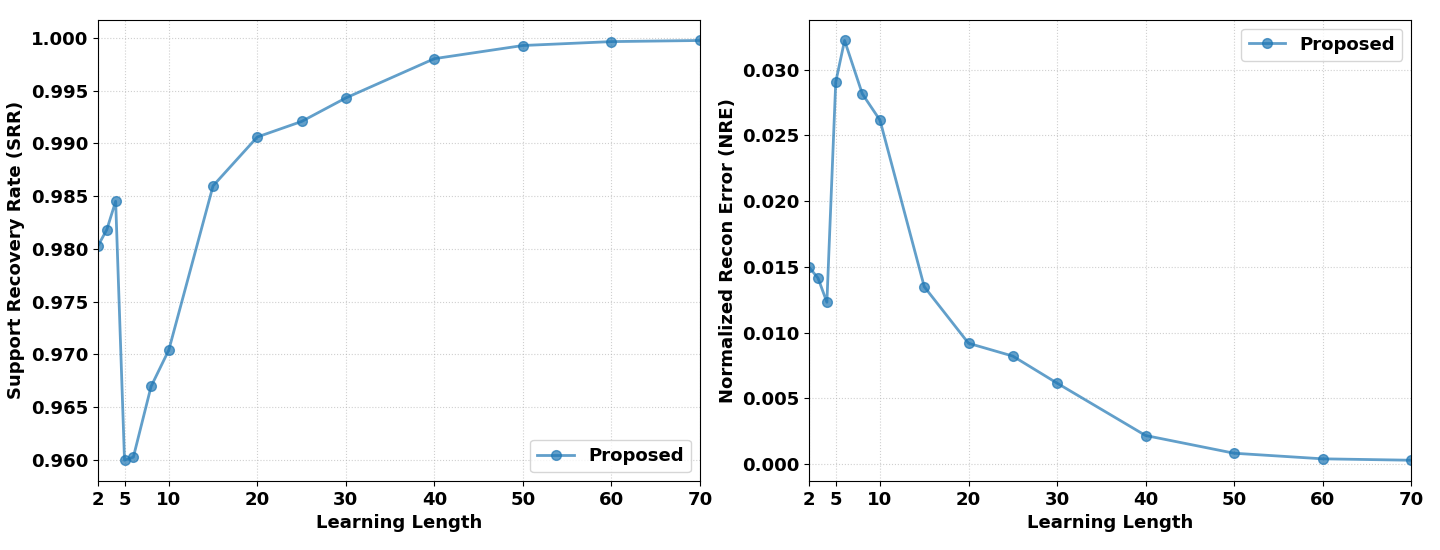 Support Recovery Rate (SRR)
1.000
0.995
0.990
0.985
0.980
0.975
0.970
0.965
0.960
2 5 10 20 30 40 50 60 70
Learning Length
Proposed
Normalized Recon Error (NRE)
0.030
0.025
0.020
0.015
0.010
0.005
0.000
2 5 10 20 30 40 50 60 70
Learning Length
Proposed